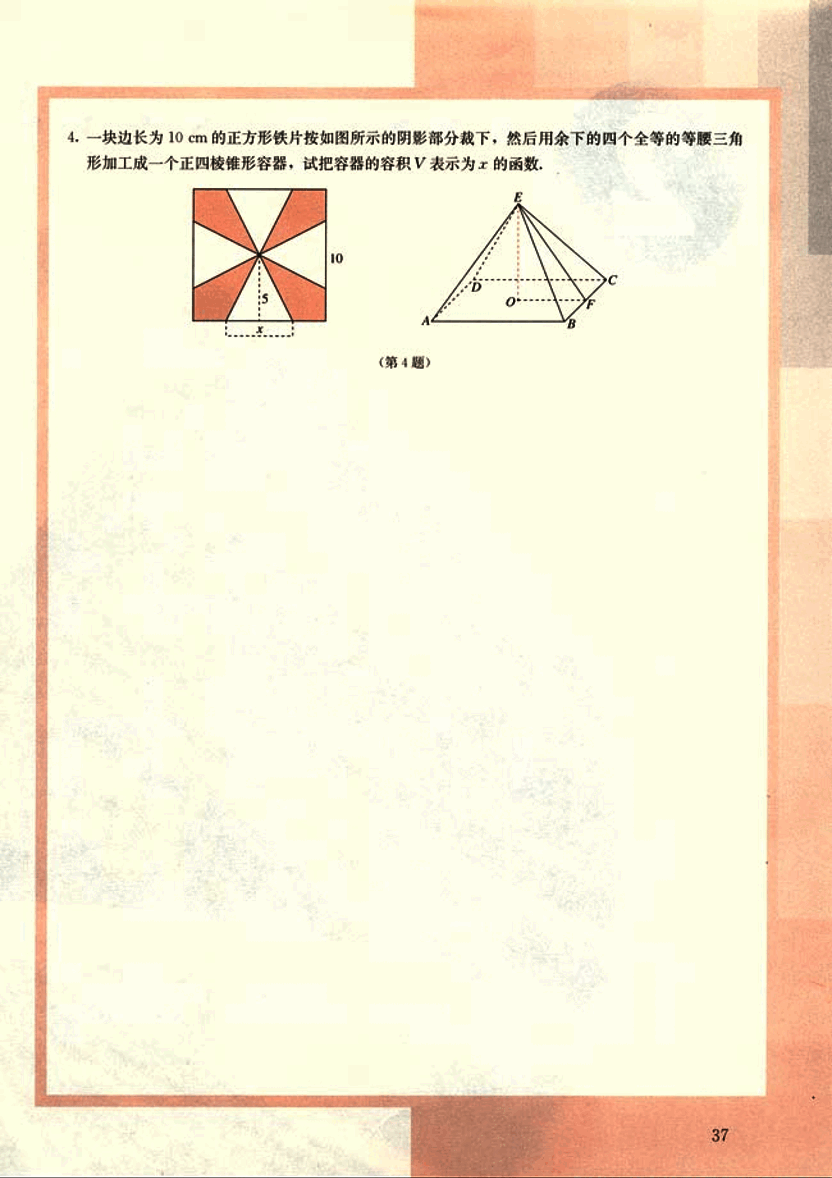 4. 一块边长为 10 cm 的正方形铁片按如图所示的阴影部分裁下，然后用余下的四个全等的等腰三角
形加工成一个正四棱锥形容器，试把容器的容积 V 表示为 x 的函数.
10
5
x
E
D
C
O
F
A
B
（第 4 题）
37